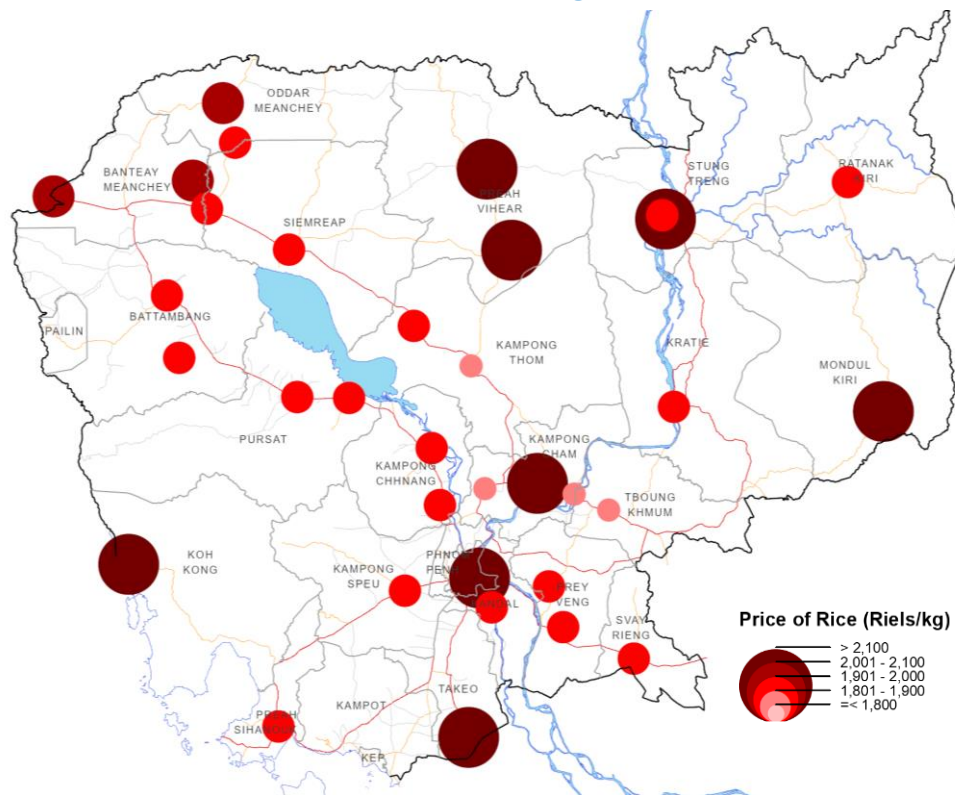 ODDAR
MEANCHEY
BANTEAY
MEANCHEY
STUNG
TRENG
RATANAK
KIRI
PREAH
VIHEAR
SIEMREAP
BATTAMBANG
PAILIN
KAMPONG
THOM
KRATIE
MONDUL
KIRI
PURSAT
KAMPONG
CHAM
KAMPONG
CHHNANG
TBOUNG
KHMUM
KOH
KONG
PHNOM
PENH
KAMPONG
SPEU
PREY
VENG
SVAY
RIENG
TAKEO
KAMPOT
PREAH
KEP
Price of Rice (Riels/kg)
> 2,100
2,001 - 2,100
1,901 - 2,000
1,801 - 1,900
=< 1,800